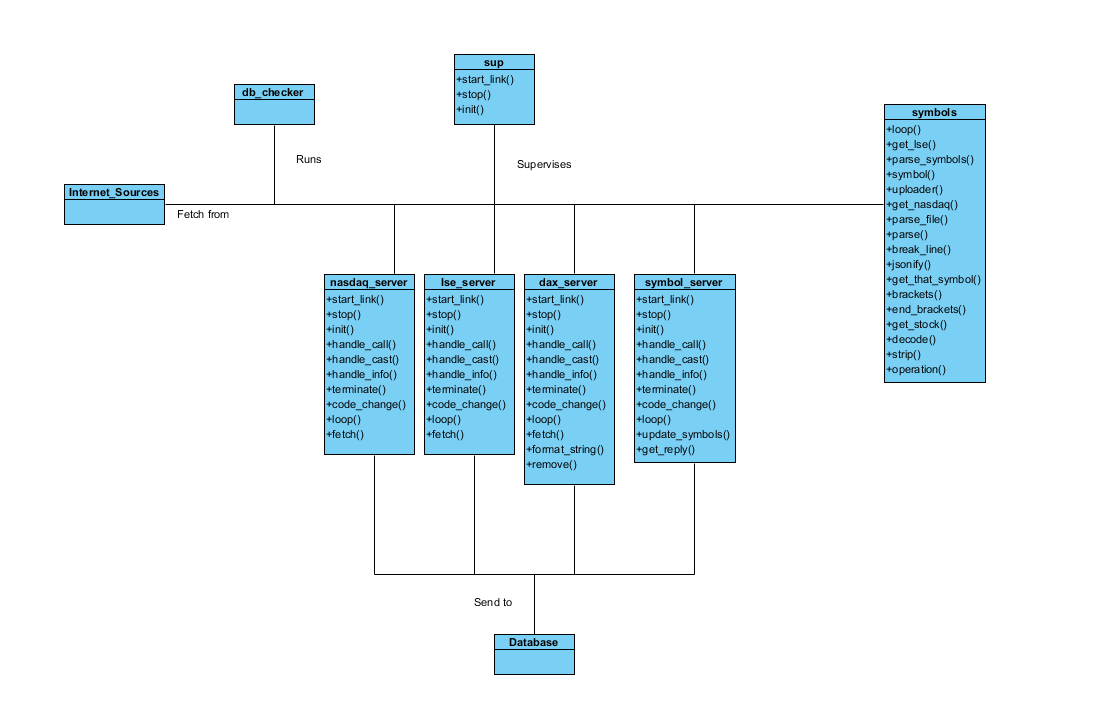 sup
+start_link()
+stop()
+init()
db_checker
Runs
Supervises
symbols
+loop()
+get_lse()
+parse_symbols()
+symbol()
+uploader()
+get_nasdaq()
+parse_file()
+parse()
+break_line()
+jsonify()
+get_that_symbol()
+brackets()
+end_brackets()
+get_stock()
+decode()
+strip()
+operation()
Internet_Sources
Fetch from
nasdaq_server
+start_link()
+stop()
+init()
+handle_call()
+handle_cast()
+handle_info()
+terminate()
+code_change()
+loop()
+fetch()
lse_server
+start_link()
+stop()
+init()
+handle_call()
+handle_cast()
+handle_info()
+terminate()
+code_change()
+loop()
+fetch()
dax_server
+start_link()
+stop()
+init()
+handle_call()
+handle_cast()
+handle_info()
+terminate()
+code_change()
+loop()
+fetch()
+format_string()
+remove()
symbol_server
+start_link()
+stop()
+init()
+handle_call()
+handle_cast()
+handle_info()
+terminate()
+code_change()
+loop()
+update_symbols()
+get_reply()
Send to
Database